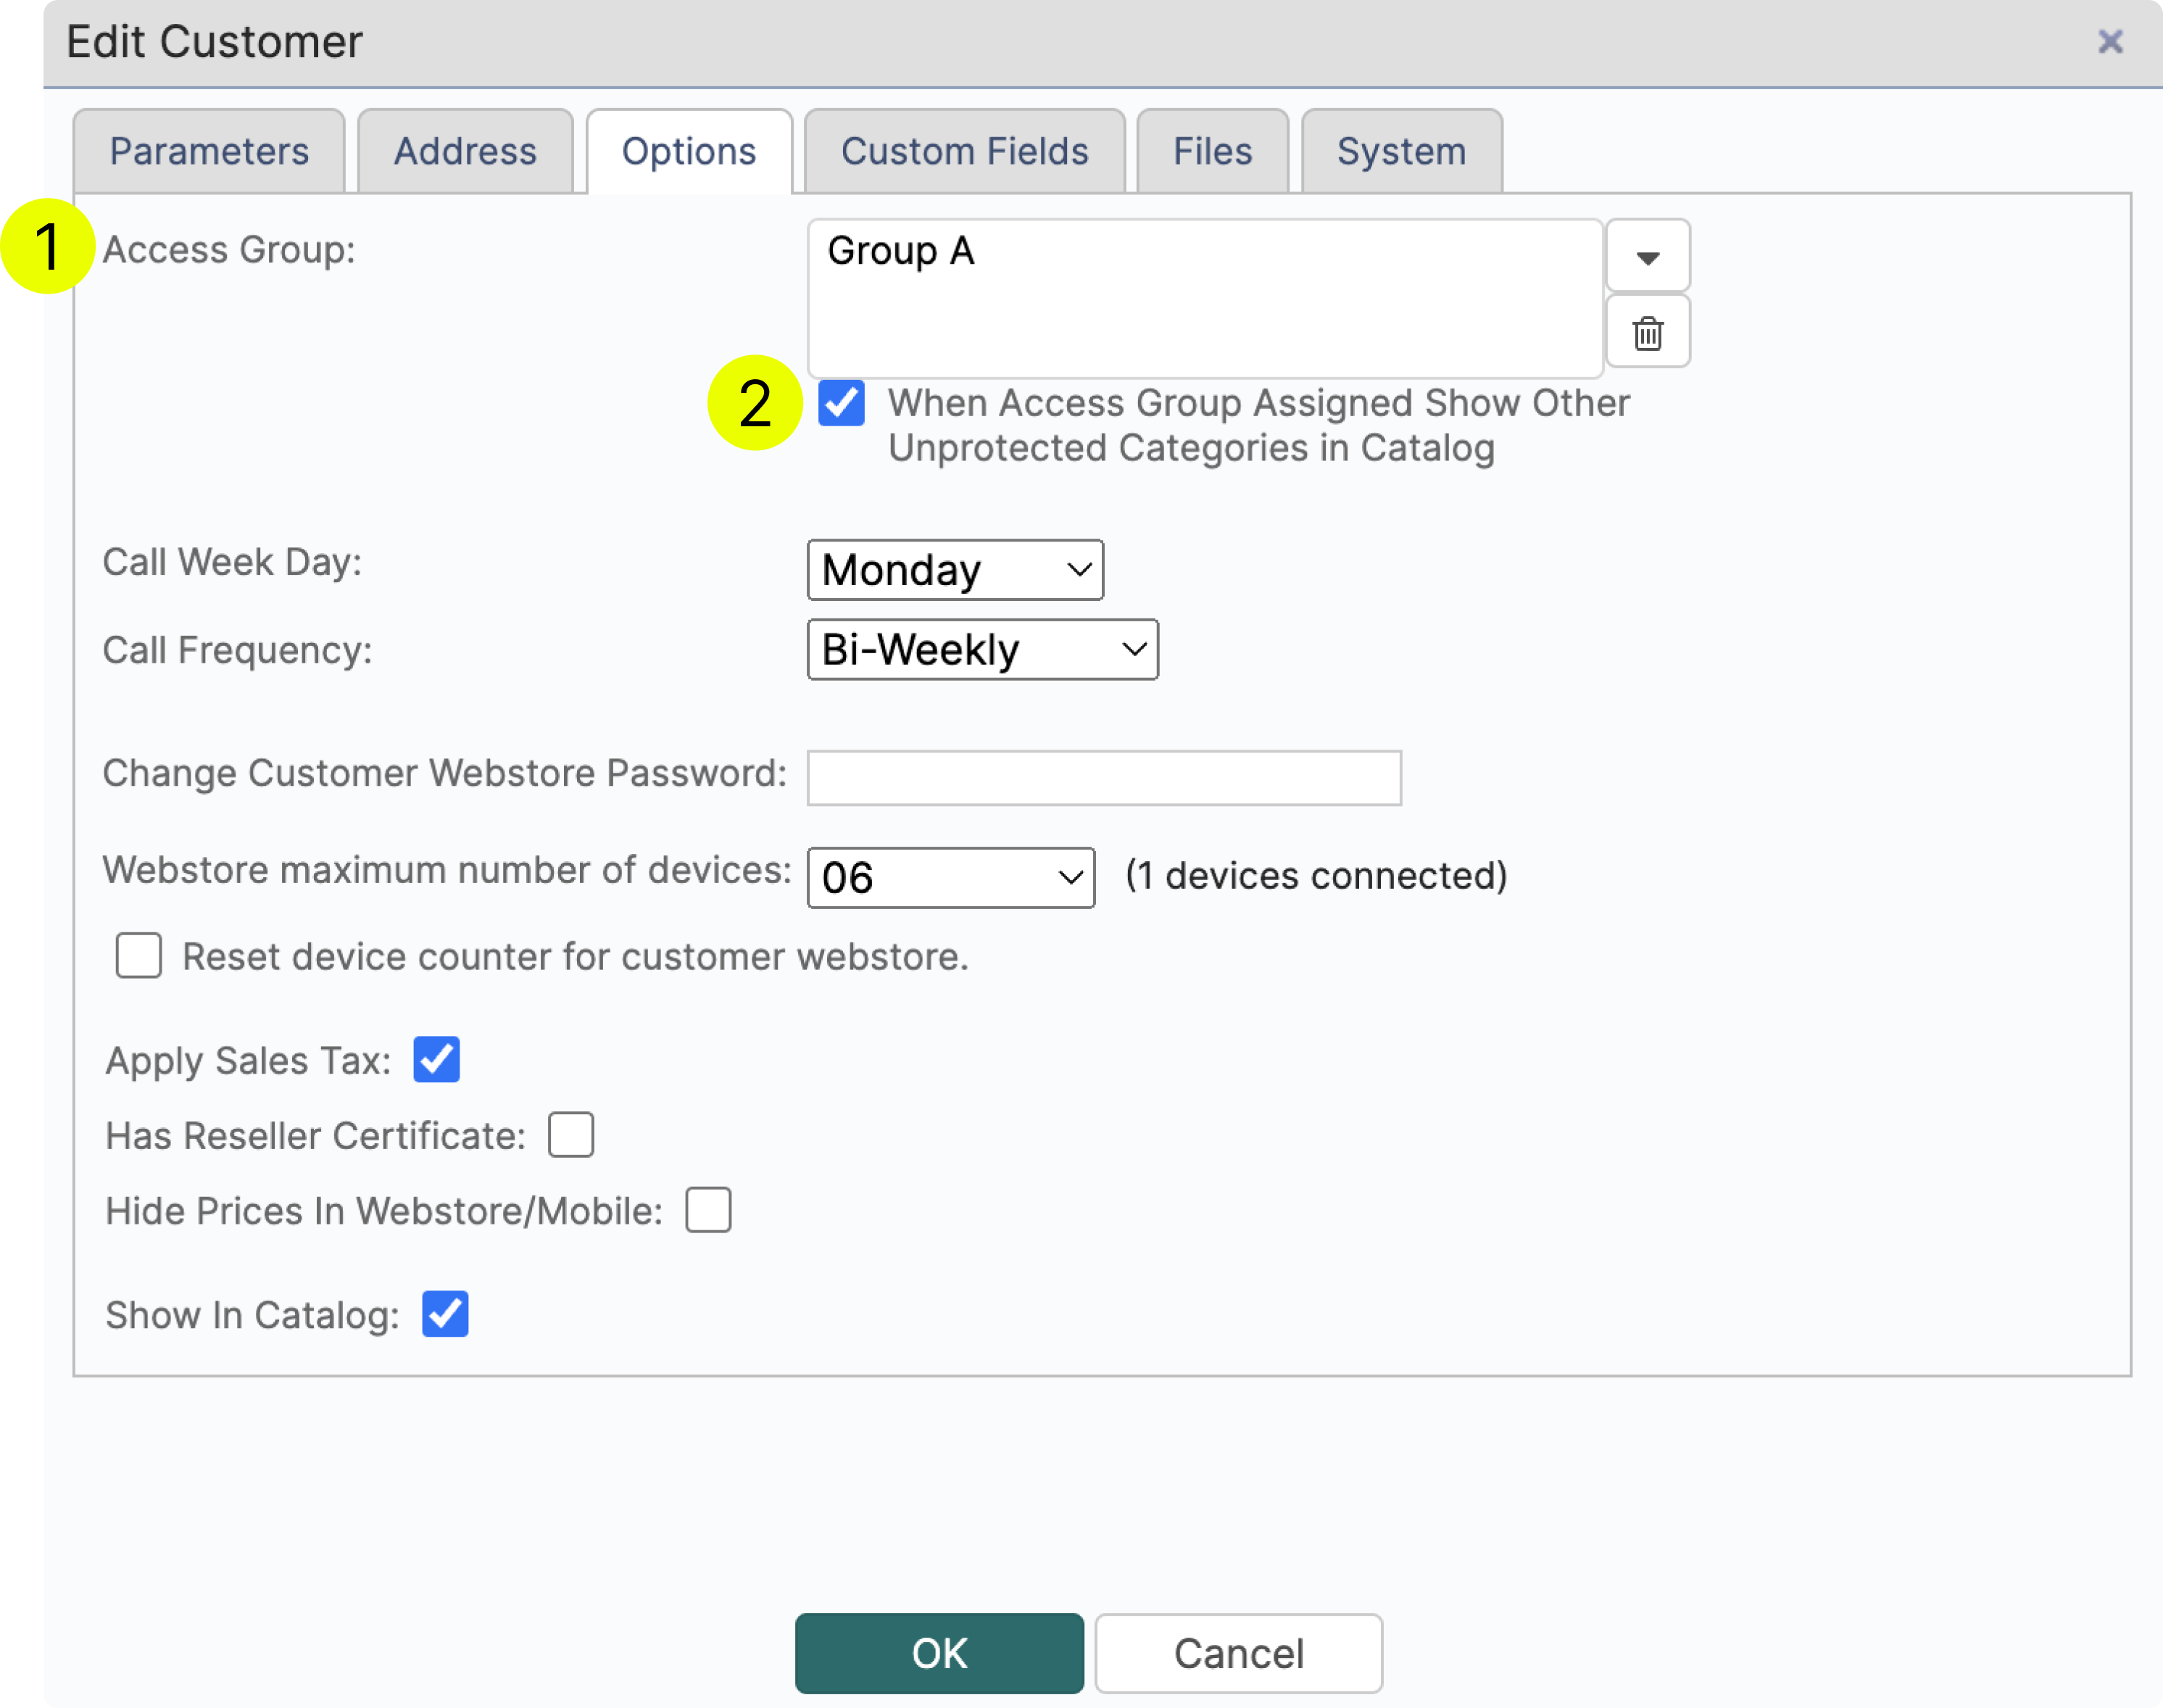 Edit Customer
Parameters Address Options Custom Fields Files System
1 Access Group: Group A
2 When Access Group Assigned Show Other
Unprotected Categories in Catalog
Call Week Day: Monday
Call Frequency: Bi-Weekly
Change Customer Webstore Password:
Webstore maximum number of devices: 06 (1 devices connected)
Reset device counter for customer webstore.
Apply Sales Tax:
Has Reseller Certificate:
Hide Prices In Webstore/Mobile:
Show In Catalog:
OK Cancel